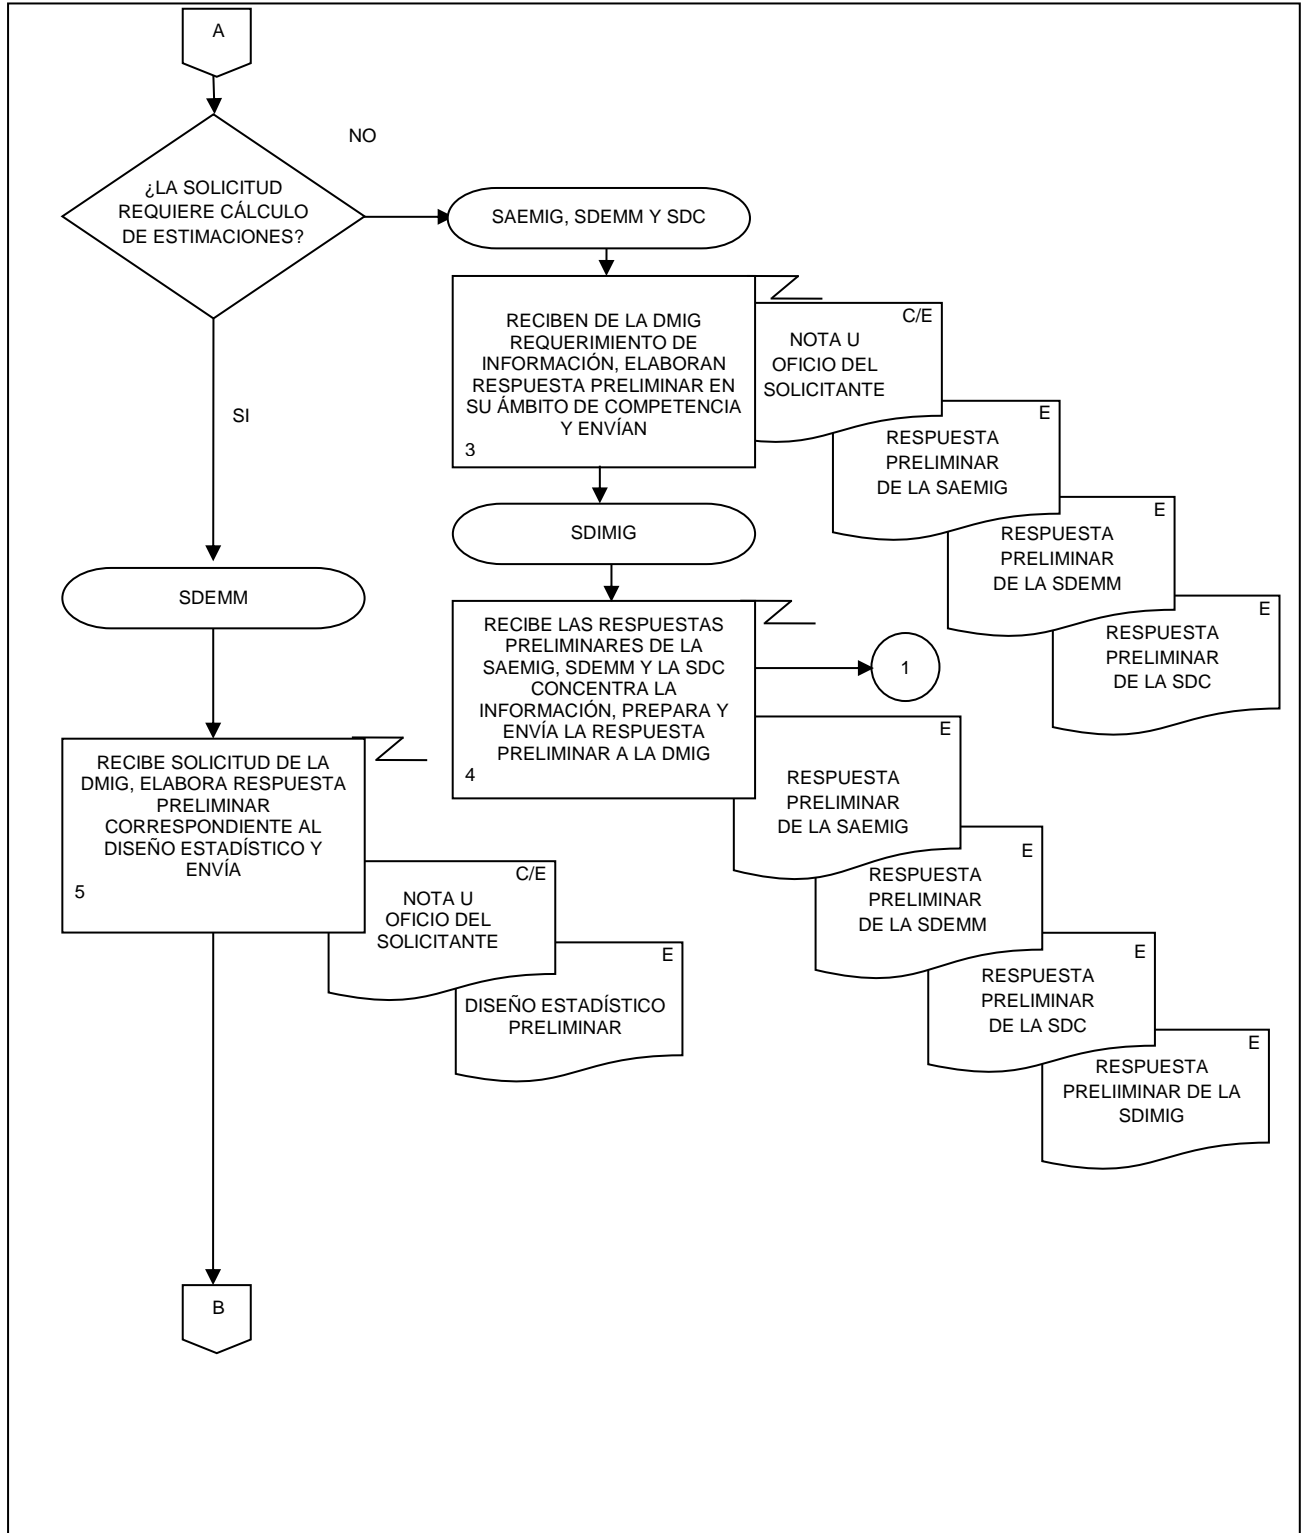 A
NO
¿LA SOLICITUD
REQUIERE CÁLCULO
DE ESTIMACIONES?
SAEMIG, SDEMM Y SDC
RECIBEN DE LA DMIG
REQUERIMIENTO DE
INFORMACIÓN, ELABORAN
RESPUESTA PRELIMINAR EN
SU ÁMBITO DE COMPETENCIA
Y ENVÍAN
3
C/E
NOTA U
OFICIO DEL
SOLICITANTE
E
RESPUESTA
PRELIMINAR
DE LA SAEMIG
E
RESPUESTA
PRELIMINAR
DE LA SDEMM
E
RESPUESTA
PRELIMINAR
DE LA SDC
SI
SDIMIG
RECIBE LAS RESPUESTAS
PRELIMINARES DE LA
SAEMIG, SDEMM Y LA SDC
CONCENTRA LA
INFORMACIÓN, PREPARA Y
ENVÍA LA RESPUESTA
PRELIMINAR A LA DMIG
4
1
E
RESPUESTA
PRELIMINAR
DE LA SAEMIG
E
RESPUESTA
PRELIMINAR
DE LA SDEMM
E
RESPUESTA
PRELIMINAR
DE LA SDC
E
RESPUESTA
PRELIIMINAR DE LA
SDIMIG
SDEMM
RECIBE SOLICITUD DE LA
DMIG, ELABORA RESPUESTA
PRELIMINAR
CORRESPONDIENTE AL
DISEÑO ESTADÍSTICO Y
ENVÍA
5
C/E
NOTA U
OFICIO DEL
SOLICITANTE
E
DISEÑO ESTADÍSTICO
PRELIMINAR
B